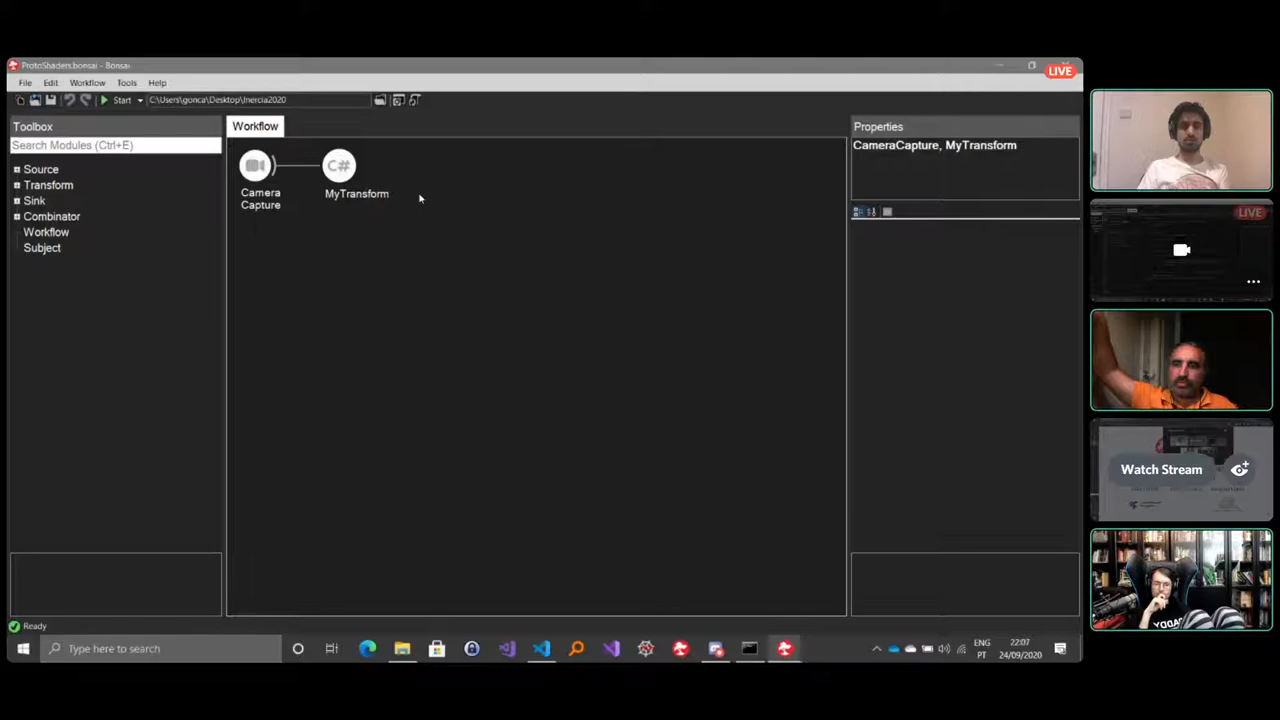 ProtoShaders.bonsai - Bonsai
LIVE
File Edit Workflow Tools Help
Start C:\Users\gonca\Desktop\Inercia2020
Toolbox
Workflow
Properties
Search Modules (Ctrl+E)
CameraCapture, MyTransform
Source
Transform
Sink
Combinator
Workflow
Subject
C#
Camera
Capture
MyTransform
LIVE
Watch Stream
DADDY
Ready
Type here to search
ENG
PT
22:07
24/09/2020